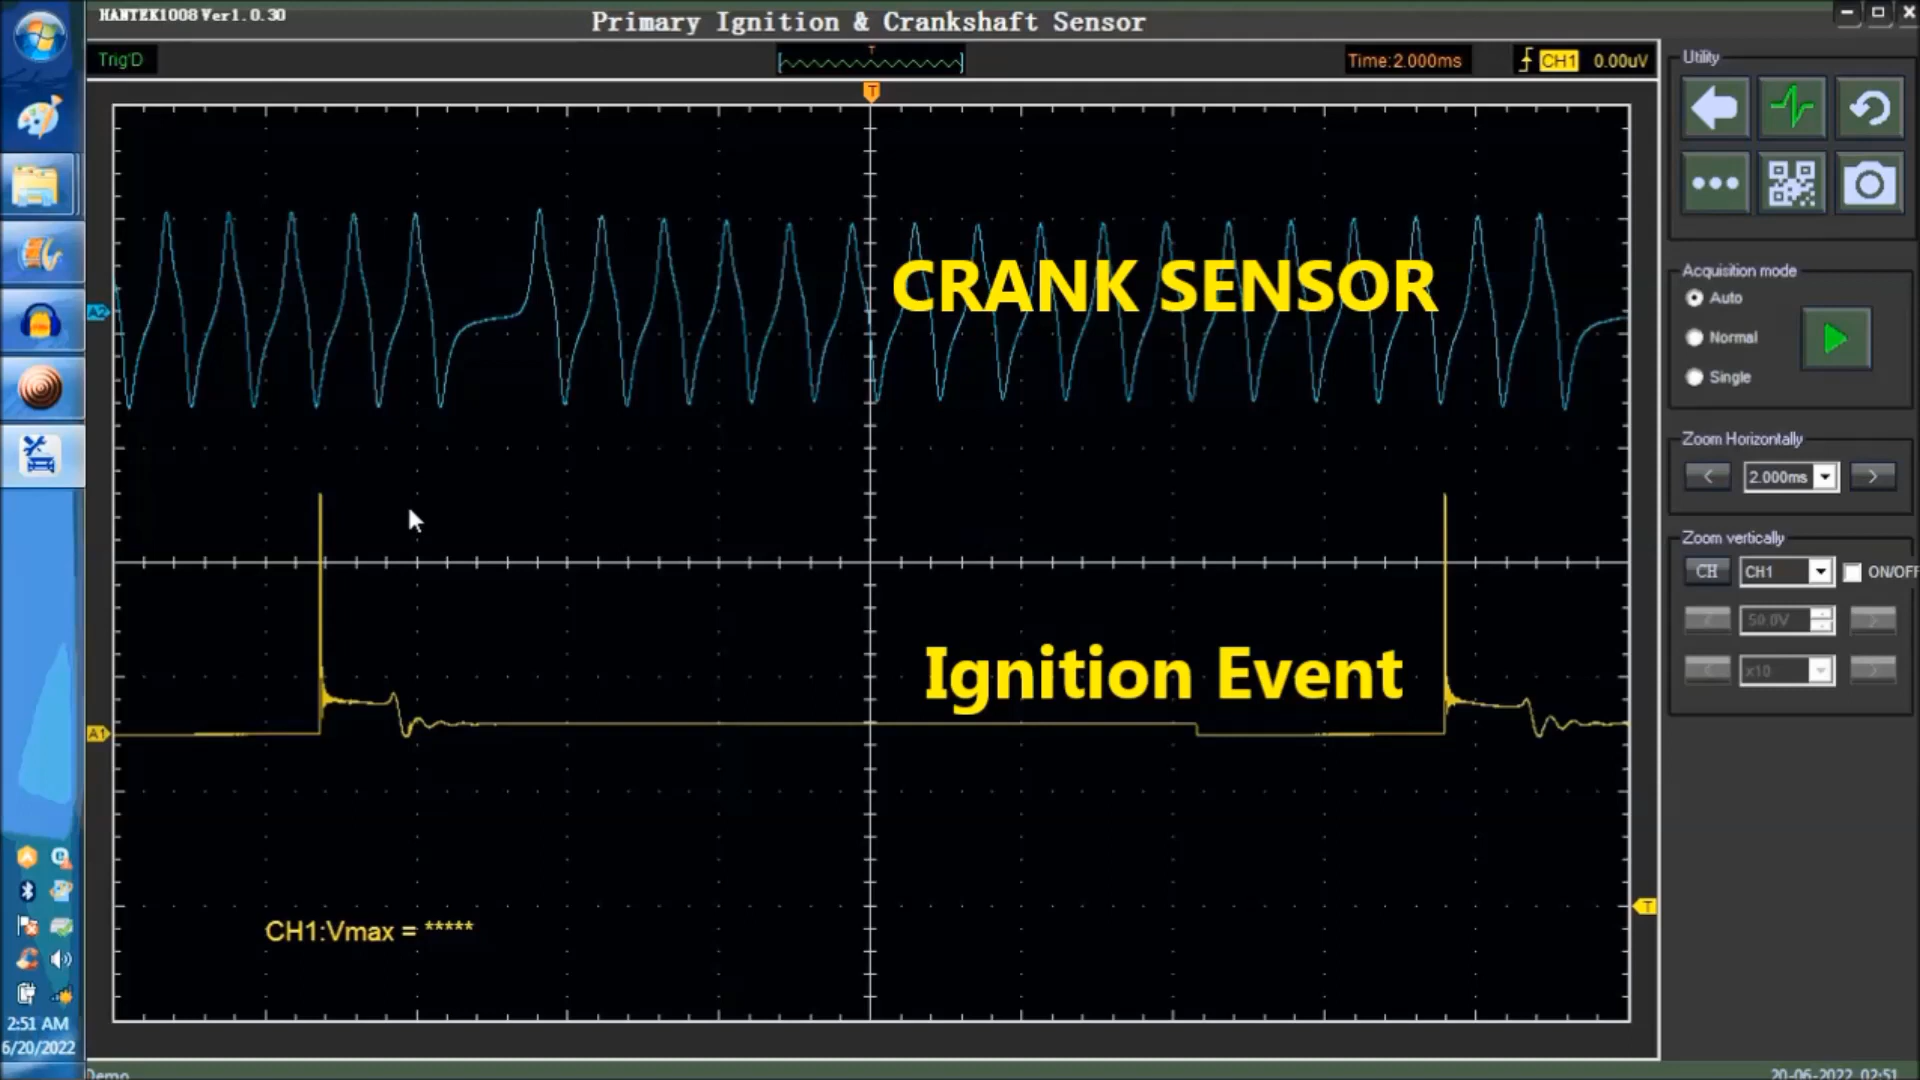 HANTEK1008 Ver1.0.30
Primary Ignition & Crankshaft Sensor
Trig'D
T
Time:2.000ms
CH1 0.00uV
T
Utility
Acquisition mode
Auto
Normal
Single
Zoom Horizontally
< 2.000ms >
Zoom vertically
CH CH1 ON/OFF
< 50.0V >
< x10 >
A2
CRANK SENSOR
Ignition Event
A1
T
CH1:Vmax = *****
2:51 AM
6/20/2022
Demo
20-06-2022 02:51